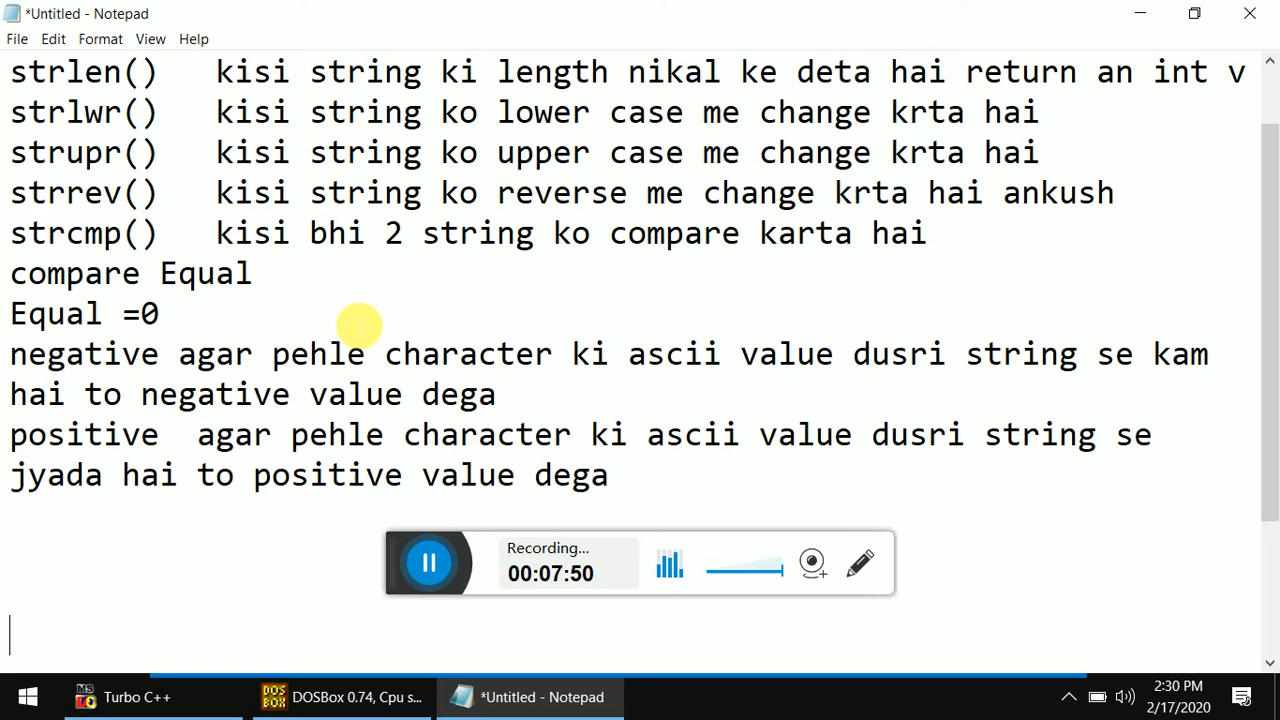 *Untitled - Notepad
File Edit Format View Help
strlen() kisi string ki length nikal ke deta hai return an int v
strlwr() kisi string ko lower case me change krta hai
strupr() kisi string ko upper case me change krta hai
strrev() kisi string ko reverse me change krta hai ankush
strcmp() kisi bhi 2 string ko compare karta hai
compare Equal
Equal =0
negative agar pehle character ki ascii value dusri string se kam
hai to negative value dega
positive agar pehle character ki ascii value dusri string se
jyada hai to positive value dega
Recording...
00:07:50
Turbo C++ DOSBox 0.74, Cpu s... *Untitled - Notepad 2:30 PM
2/17/2020